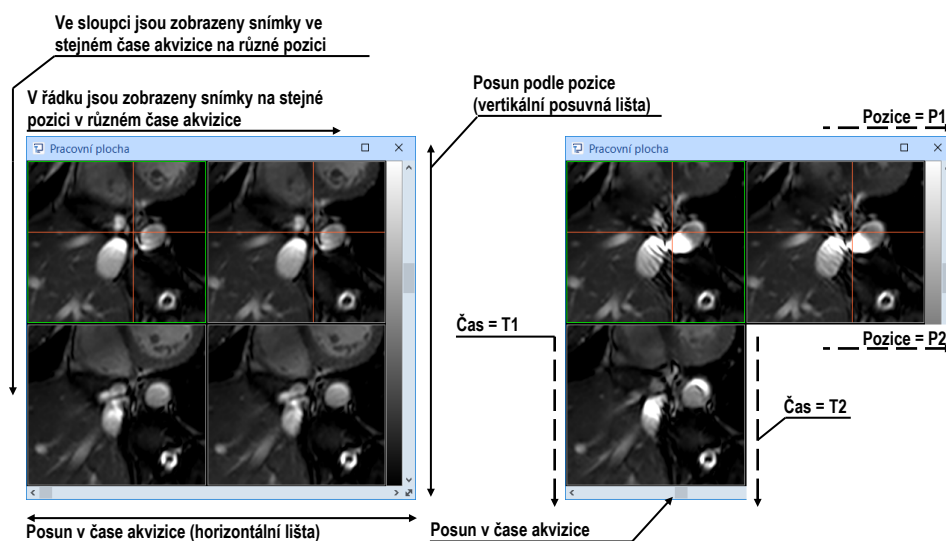 Ve sloupci jsou zobrazeny snímky ve
stejném čase akvizice na různé pozici
V řádku jsou zobrazeny snímky na stejné
pozici v různém čase akvizice
Posun podle pozice
(vertikální posuvná lišta)
Pozice = P1
Pracovní plocha
Pracovní plocha
Čas = T1
Pozice = P2
Čas = T2
Posun v čase akvizice (horizontální lišta)
Posun v čase akvizice